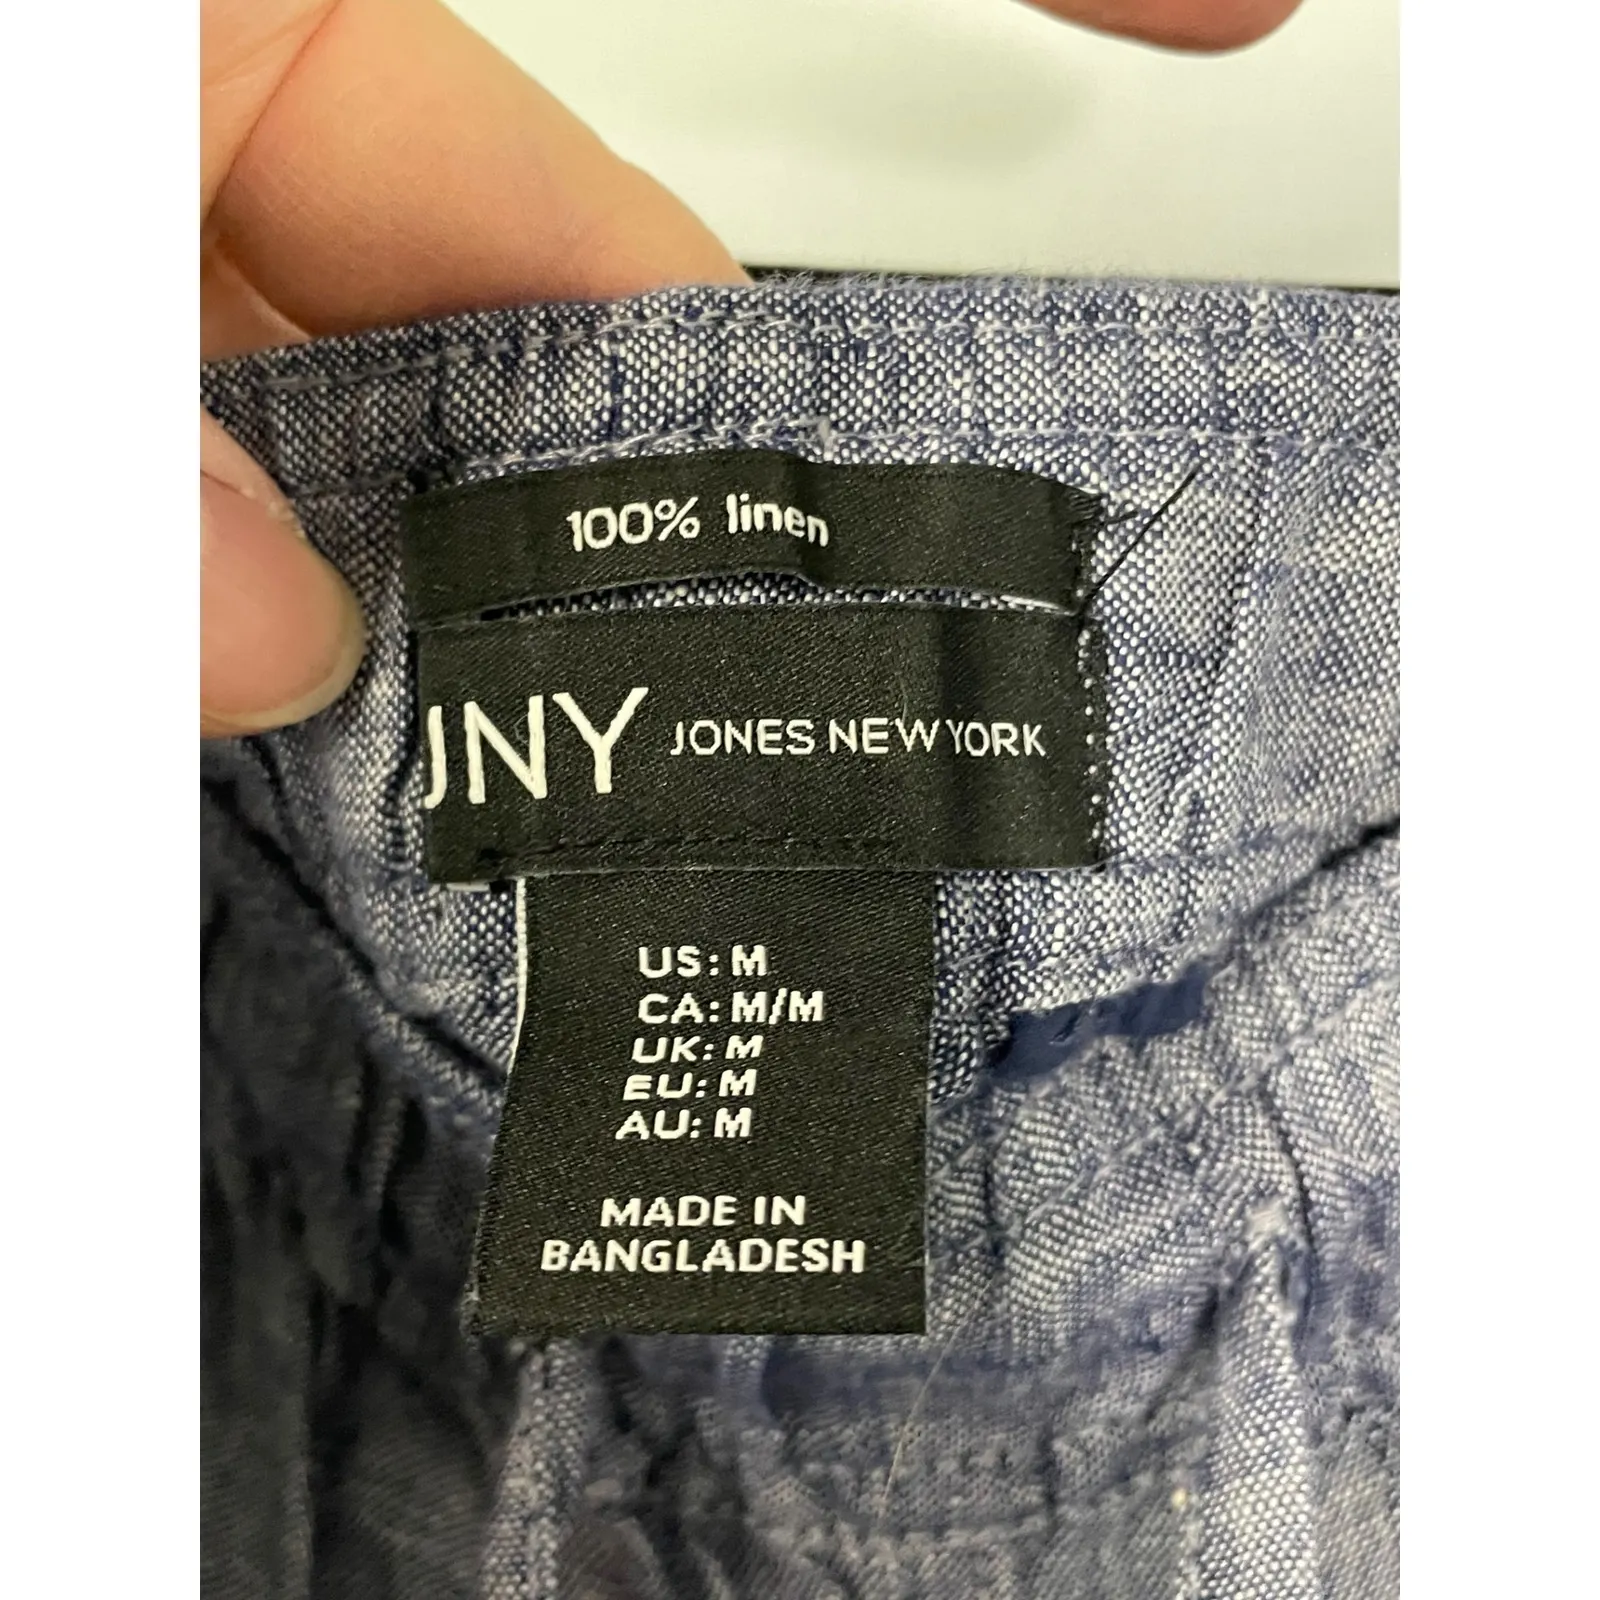 100% linen
JNY JONES NEW YORK
US: M
CA: M/M
UK: M
EU: M
AU: M
MADE IN
BANGLADESH